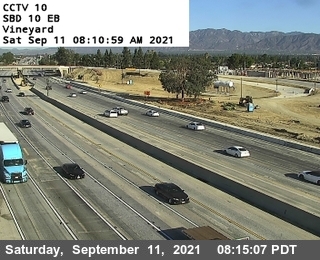 CCTV 10
SBD 10 EB
Vineyard
Sat Sep 11 08:10:59 AM 2021
Saturday, September 11, 2021 08:15:07 PDT